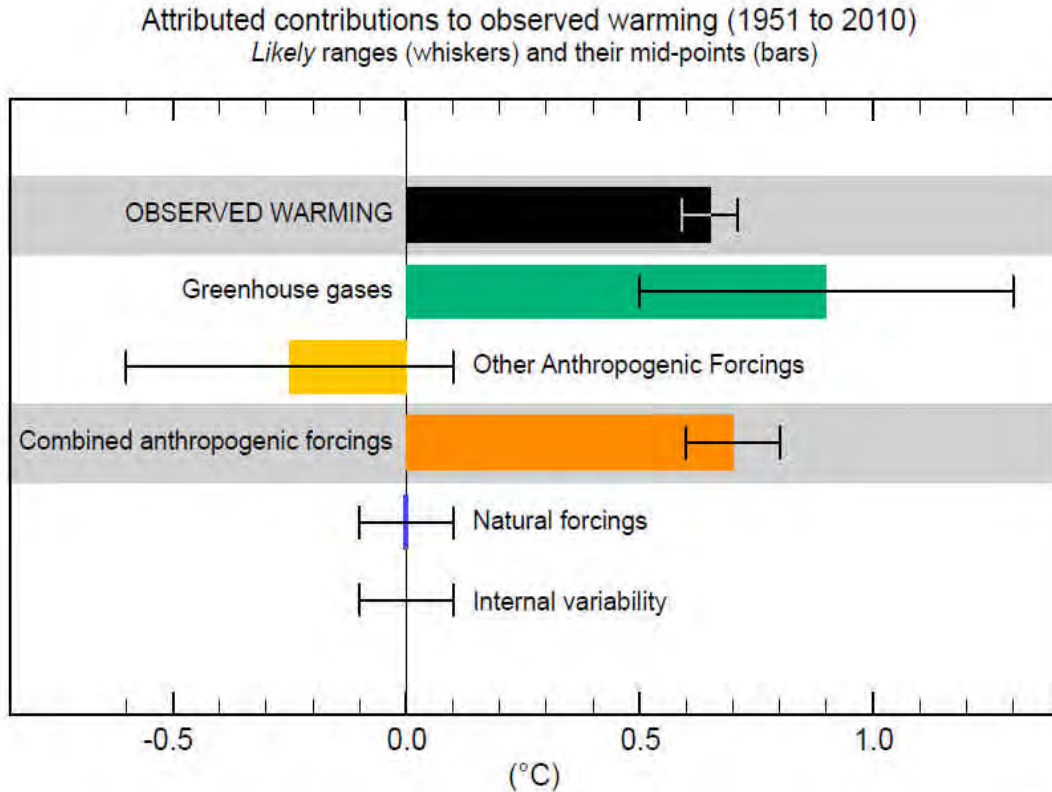 Attributed contributions to observed warming (1951 to 2010)
Likely ranges (whiskers) and their mid-points (bars)
OBSERVED WARMING
Greenhouse gases
Other Anthropogenic Forcings
Combined anthropogenic forcings
Natural forcings
Internal variability
-0.5 0.0 0.5 1.0
(°C)